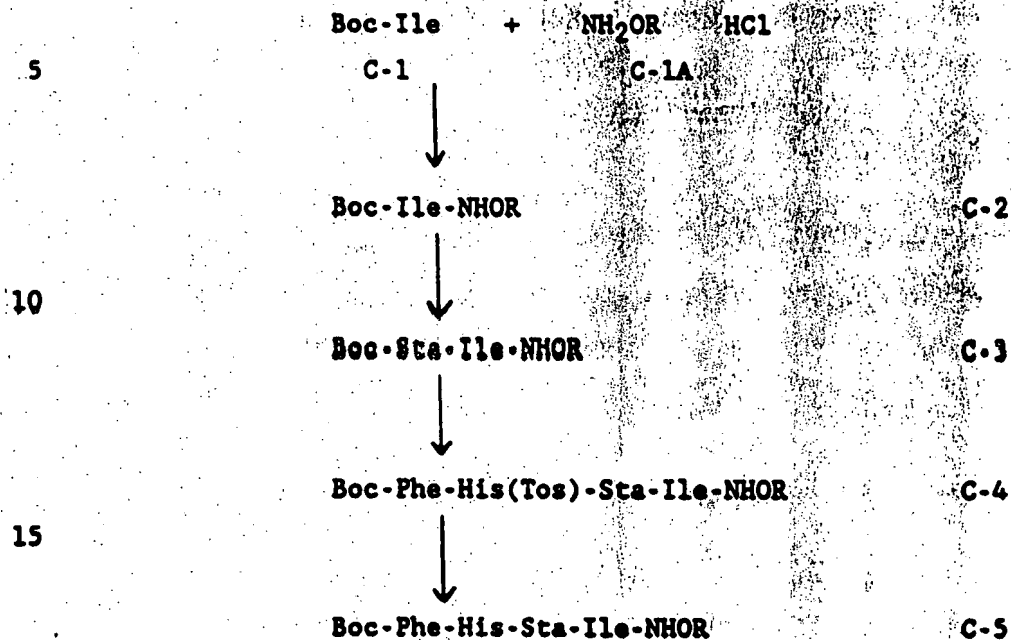 Boc-Ile + NH2OR HCl
5 C-1 C-1A
Boc-Ile-NHOR C-2
10
Boc-Sta-Ile-NHOR C-3
Boc-Phe-His(Tos)-Sta-Ile-NHOR C-4
15
Boc-Phe-His-Sta-Ile-NHOR C-5